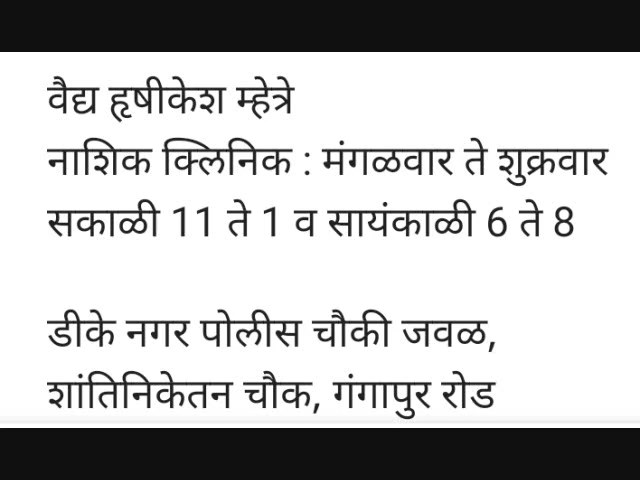 वैद्य हृषीकेश म्हेत्रे
नाशिक क्लिनिक : मंगळवार ते शुक्रवार
सकाळी 11 ते 1 व सायंकाळी 6 ते 8
डीके नगर पोलीस चौकी जवळ,
शांतिनिकेतन चौक, गंगापुर रोड